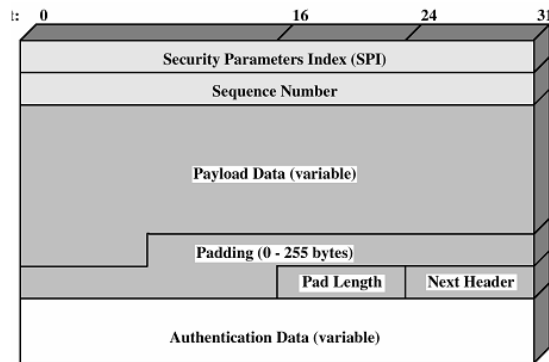 t: 0 16 24 31
Security Parameters Index (SPI)
Sequence Number
Payload Data (variable)
Padding (0 - 255 bytes)
Pad Length Next Header
Authentication Data (variable)